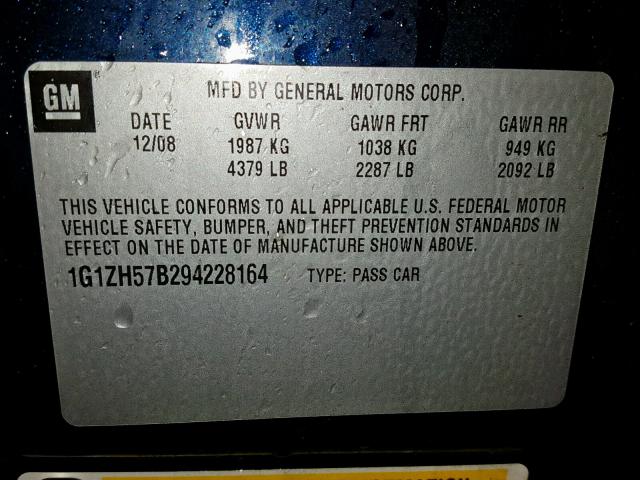 GM
MFD BY GENERAL MOTORS CORP.
DATE GVWR GAWR FRT GAWR RR
12/08 1987 KG 1038 KG 949 KG
4379 LB 2287 LB 2092 LB
THIS VEHICLE CONFORMS TO ALL APPLICABLE U.S. FEDERAL MOTOR
VEHICLE SAFETY, BUMPER, AND THEFT PREVENTION STANDARDS IN
EFFECT ON THE DATE OF MANUFACTURE SHOWN ABOVE.
1G1ZH57B294228164 TYPE: PASS CAR